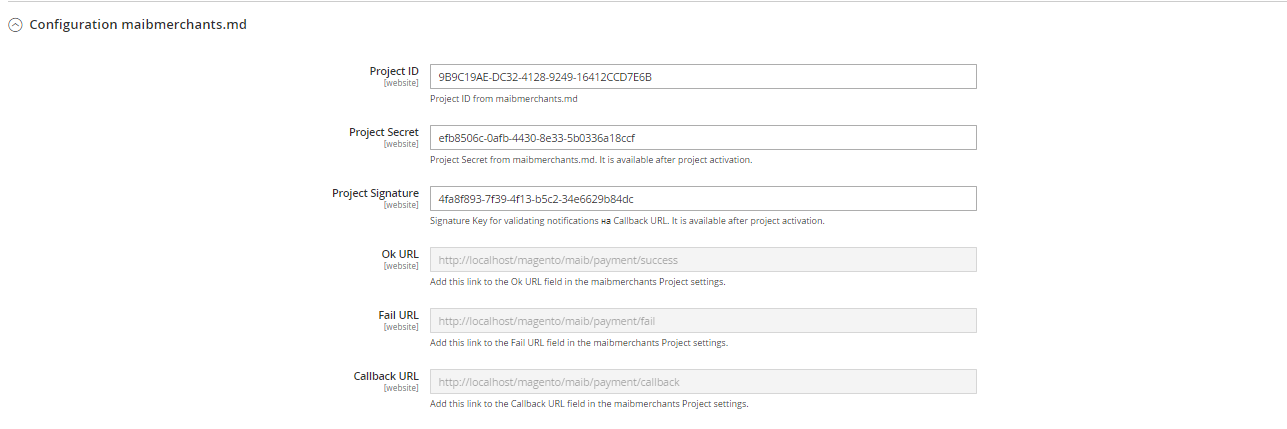 Configuration maibmerchants.md
Project ID
[website]
9B9C19AE-DC32-4128-9249-16412CCD7E6B
Project ID from maibmerchants.md
Project Secret
[website]
efb8506c-0afb-4430-8e33-5b0336a18ccf
Project Secret from maibmerchants.md. It is available after project activation.
Project Signature
[website]
4fa8f893-7f39-4f13-b5c2-34e6629b84dc
Signature Key for validating notifications на Callback URL. It is available after project activation.
Ok URL
[website]
http://localhost/magento/maib/payment/success
Add this link to the Ok URL field in the maibmerchants Project settings.
Fail URL
[website]
http://localhost/magento/maib/payment/fail
Add this link to the Fail URL field in the maibmerchants Project settings.
Callback URL
[website]
http://localhost/magento/maib/payment/callback
Add this link to the Callback URL field in the maibmerchants Project settings.